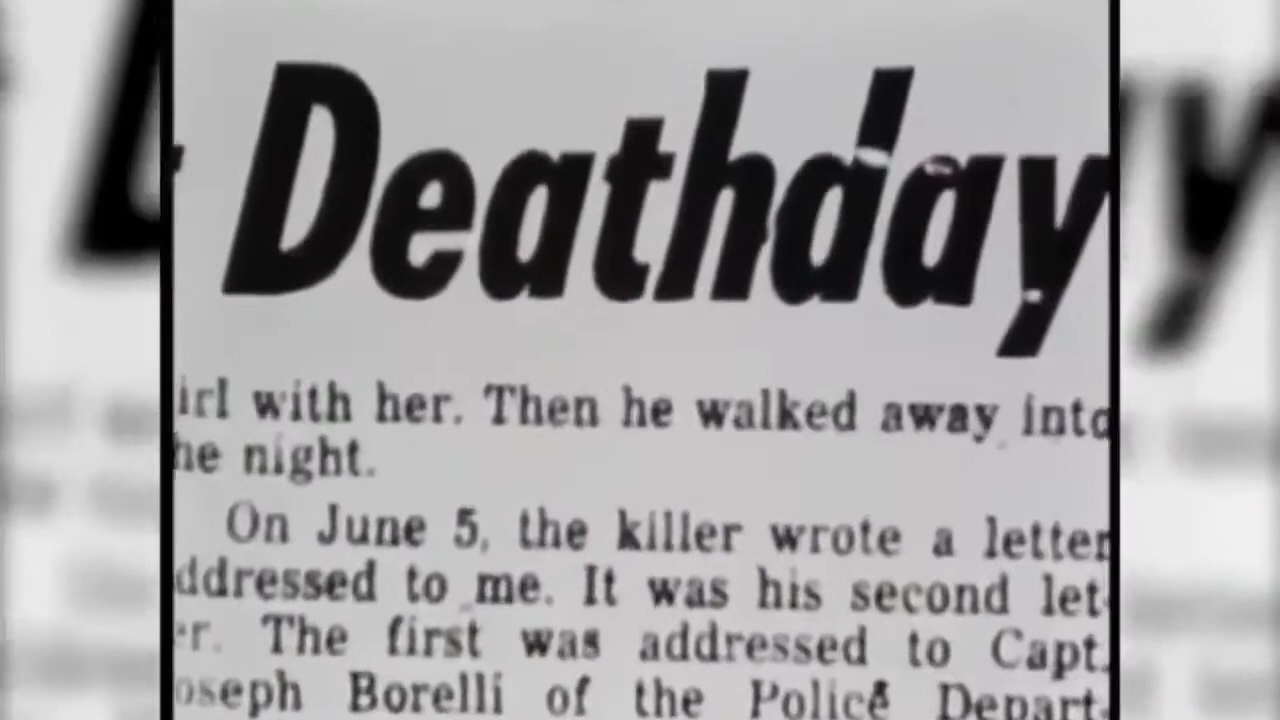 Deathday
irl with her. Then he walked away into
he night.
On June 5, the killer wrote a letter
ddressed to me. It was his second let-
r. The first was addressed to Capt.
oseph Borelli of the Police Depart-